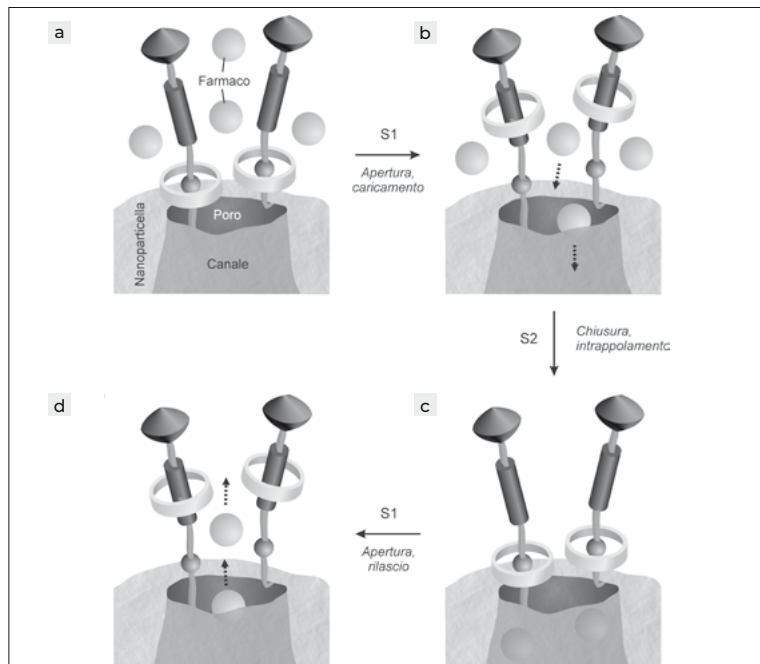 a
b
Farmaco
S1
Apertura,
caricamento
Nanoparticella
Poro
Canale
S2
Chiusura,
intrappolamento
d
c
S1
Apertura,
rilascio